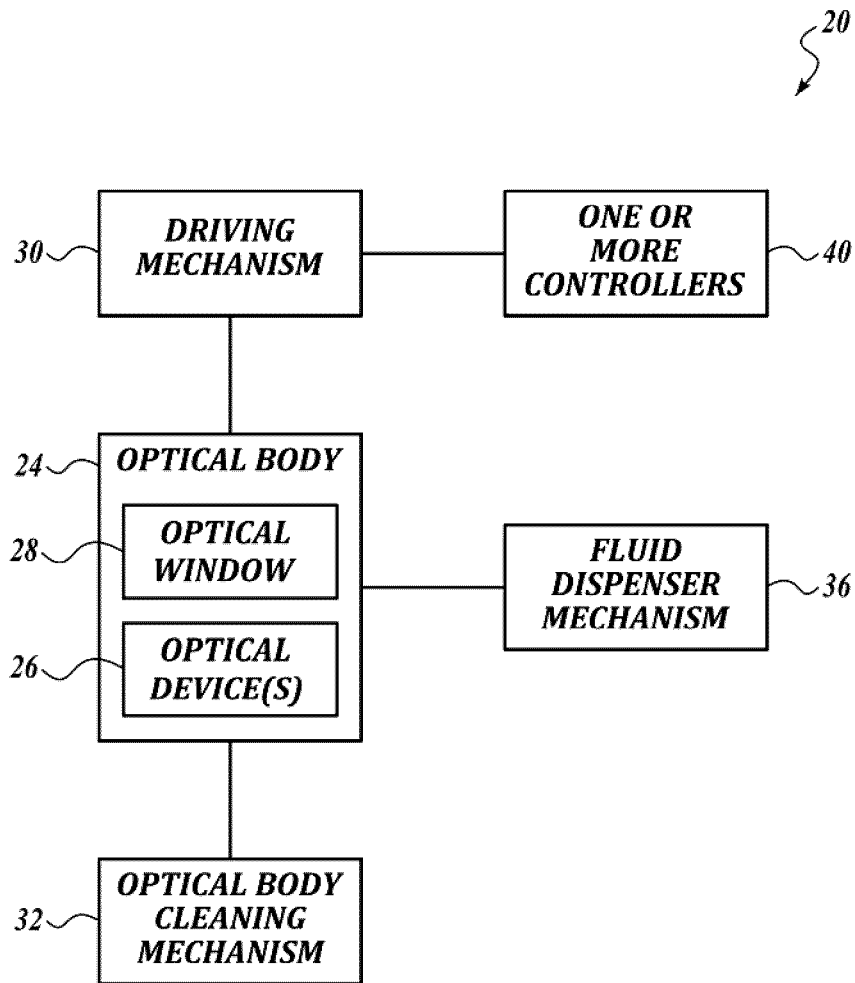 20
DRIVING
MECHANISM
30
ONE OR
MORE
CONTROLLERS
40
24
OPTICAL BODY
28
OPTICAL
WINDOW
26
OPTICAL
DEVICE(S)
FLUID
DISPENSER
MECHANISM
36
32
OPTICAL BODY
CLEANING
MECHANISM